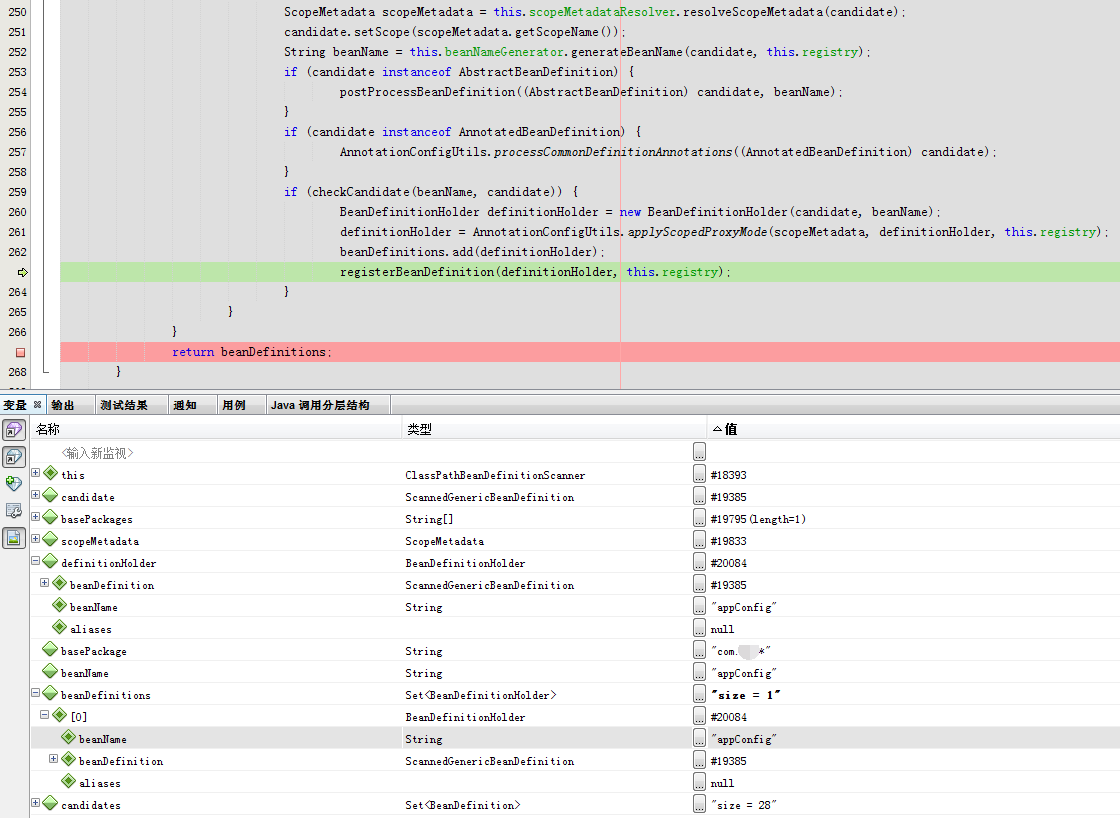 250 ScopeMetadata scopeMetadata = this.scopeMetadataResolver.resolveScopeMetadata(candidate);
251 candidate.setScope(scopeMetadata.getScopeName());
252 String beanName = this.beanNameGenerator.generateBeanName(candidate, this.registry);
253 if (candidate instanceof AbstractBeanDefinition) {
254 postProcessBeanDefinition((AbstractBeanDefinition) candidate, beanName);
255 }
256 if (candidate instanceof AnnotatedBeanDefinition) {
257 AnnotationConfigUtils.processCommonDefinitionAnnotations((AnnotatedBeanDefinition) candidate);
258 }
259 if (checkCandidate(beanName, candidate)) {
260 BeanDefinitionHolder definitionHolder = new BeanDefinitionHolder(candidate, beanName);
261 definitionHolder = AnnotationConfigUtils.applyScopedProxyMode(scopeMetadata, definitionHolder, this.registry);
262 beanDefinitions.add(definitionHolder);
registerBeanDefinition(definitionHolder, this.registry);
264 }
265 }
266 }
return beanDefinitions;
268 }
变量 输出 测试结果 通知 用例 Java 调用分层结构
名称 类型 值
<输入新监视> ...
this ClassPathBeanDefinitionScanner ... #18393
candidate ScannedGenericBeanDefinition ... #19385
basePackages String[] ... #19795(length=1)
scopeMetadata ScopeMetadata ... #19833
definitionHolder BeanDefinitionHolder ... #20084
beanDefinition ScannedGenericBeanDefinition ... #19385
beanName String ... "appConfig"
aliases ... null
basePackage String ... "com. *"
beanName String ... "appConfig"
beanDefinitions Set<BeanDefinitionHolder> ... "size = 1"
[0] BeanDefinitionHolder ... #20084
beanName String ... "appConfig"
beanDefinition ScannedGenericBeanDefinition ... #19385
aliases ... null
candidates Set<BeanDefinition> ... "size = 28"